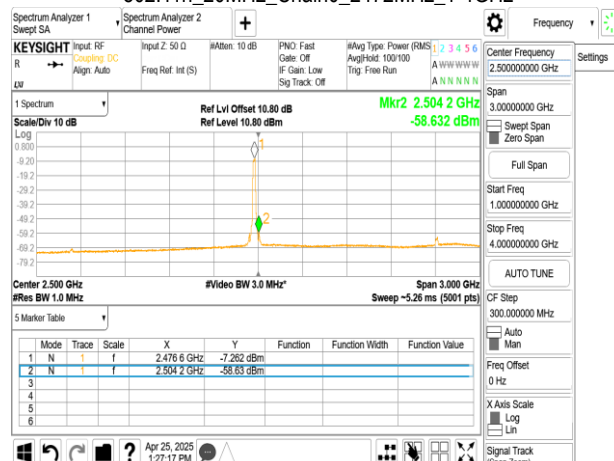 Spectrum Analyzer 1
Swept SA
Spectrum Analyzer 2
Channel Power
+
Frequency
Settings
KEYSIGHT
R
Input: RF
Coupling: DC
Align: Auto
Input Z: 50 Ω
Freq Ref: Int (S)
#Atten: 10 dB
PNO: Fast
Gate: Off
IF Gain: Low
Sig Track: Off
#Avg Type: Power (RMS
Avg|Hold: 100/100
Trig: Free Run
1 2 3 4 5 6
A W W W W W
A N N N N N
1 Spectrum
Scale/Div 10 dB
Log
Ref Lvl Offset 10.80 dB
Ref Level 10.80 dBm
Mkr2 2.504 2 GHz
-58.632 dBm
0.800
-9.20
-19.2
-29.2
-39.2
-49.2
-59.2
-69.2
-79.2
1
2
Center 2.500 GHz
#Res BW 1.0 MHz
#Video BW 3.0 MHz*
Span 3.000 GHz
Sweep ~5.26 ms (5001 pts)
5 Marker Table
Mode Trace Scale X Y Function Function Width Function Value
1 N 1 f 2.476 6 GHz -7.262 dBm
2 N 1 f 2.504 2 GHz -58.63 dBm
3
4
5
6
Apr 25, 2025
1:27:17 PM
Center Frequency
2.500000000 GHz
Span
3.00000000 GHz
Swept Span
Zero Span
Full Span
Start Freq
1.000000000 GHz
Stop Freq
4.000000000 GHz
AUTO TUNE
CF Step
300.000000 MHz
Auto
Man
Freq Offset
0 Hz
X Axis Scale
Log
Lin
Signal Track